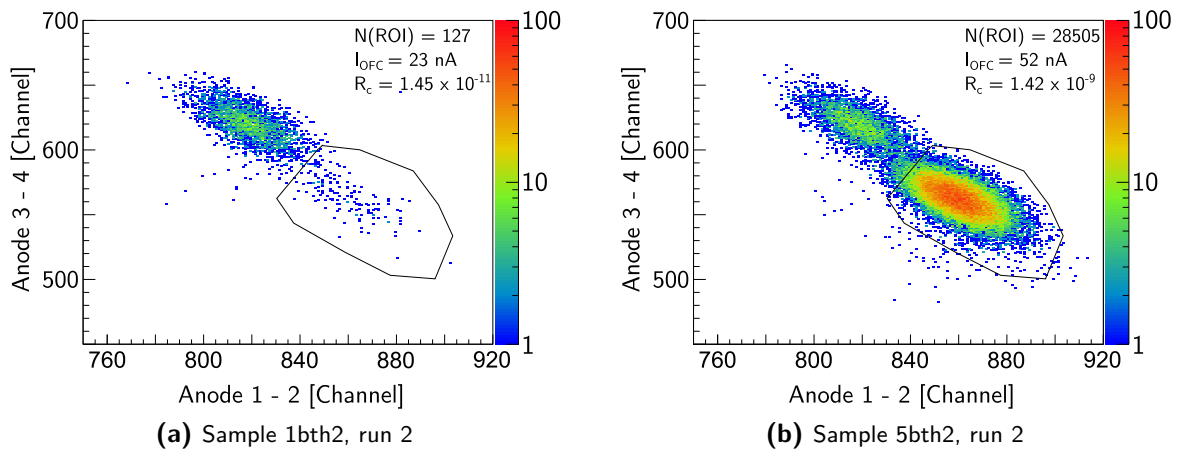 700
600
500
760
800
840
880
920
100
10
1
N(ROI) = 127
I_OFC = 23 nA
R_c = 1.45 x 10^-11
Anode 3 - 4 [Channel]
Anode 1 - 2 [Channel]
(a) Sample 1bth2, run 2
700
600
500
760
800
840
880
920
100
10
1
N(ROI) = 28505
I_OFC = 52 nA
R_c = 1.42 x 10^-9
Anode 3 - 4 [Channel]
Anode 1 - 2 [Channel]
(b) Sample 5bth2, run 2